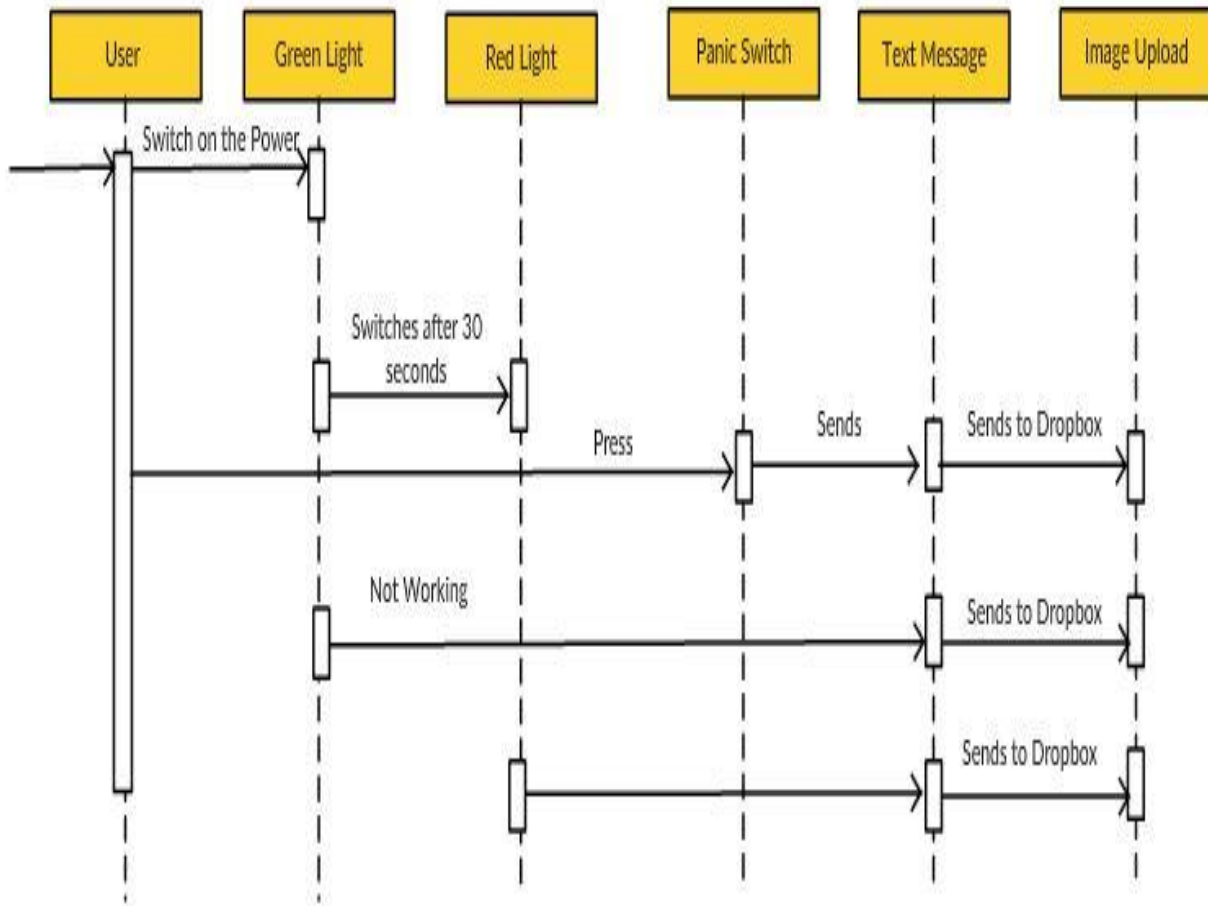 User
Green Light
Red Light
Panic Switch
Text Message
Image Upload
Switch on the Power
Switches after 30
seconds
Press
Sends
Sends to Dropbox
Not Working
Sends to Dropbox
Sends to Dropbox